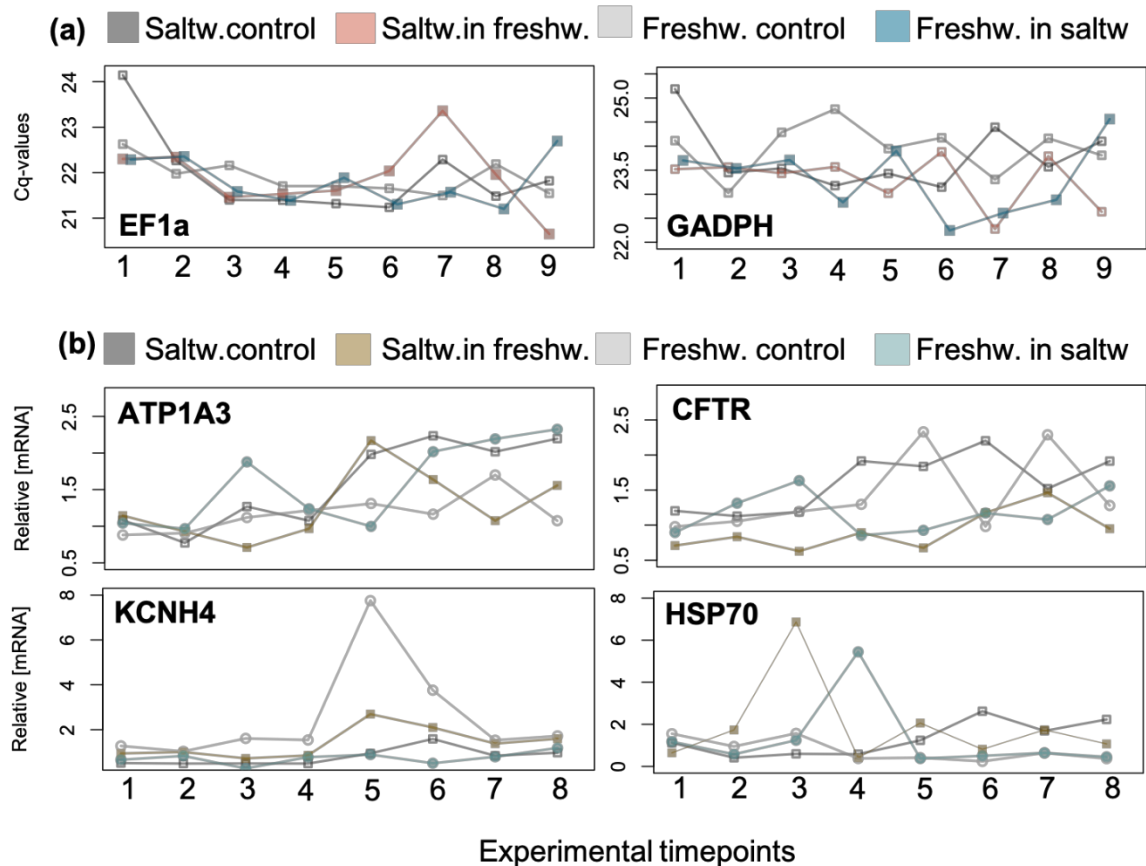 (a) Saltw.control Saltw.in freshw. Freshw. control Freshw. in saltw
Cq-values
24
23
22
21
EF1a
1 2 3 4 5 6 7 8 9
25.0
23.5
22.0
GADPH
1 2 3 4 5 6 7 8 9
(b) Saltw.control Saltw.in freshw. Freshw. control Freshw. in saltw
Relative [mRNA]
2.5
1.5
0.5
ATP1A3
2.5
1.5
0.5
CFTR
Relative [mRNA]
8
6
4
2
KCNH4
1 2 3 4 5 6 7 8
8
6
4
2
0
HSP70
1 2 3 4 5 6 7 8
Experimental timepoints